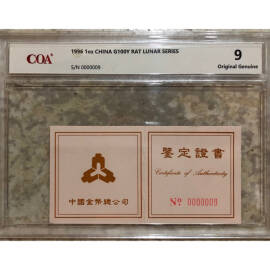 COA
1996 1oz CHINA G100Y RAT LUNAR SERIES
S/N 0000009
9
Original Genuine
中國金幣總公司
鑒定證書
Certificate of Authenticity
Nº 0000009